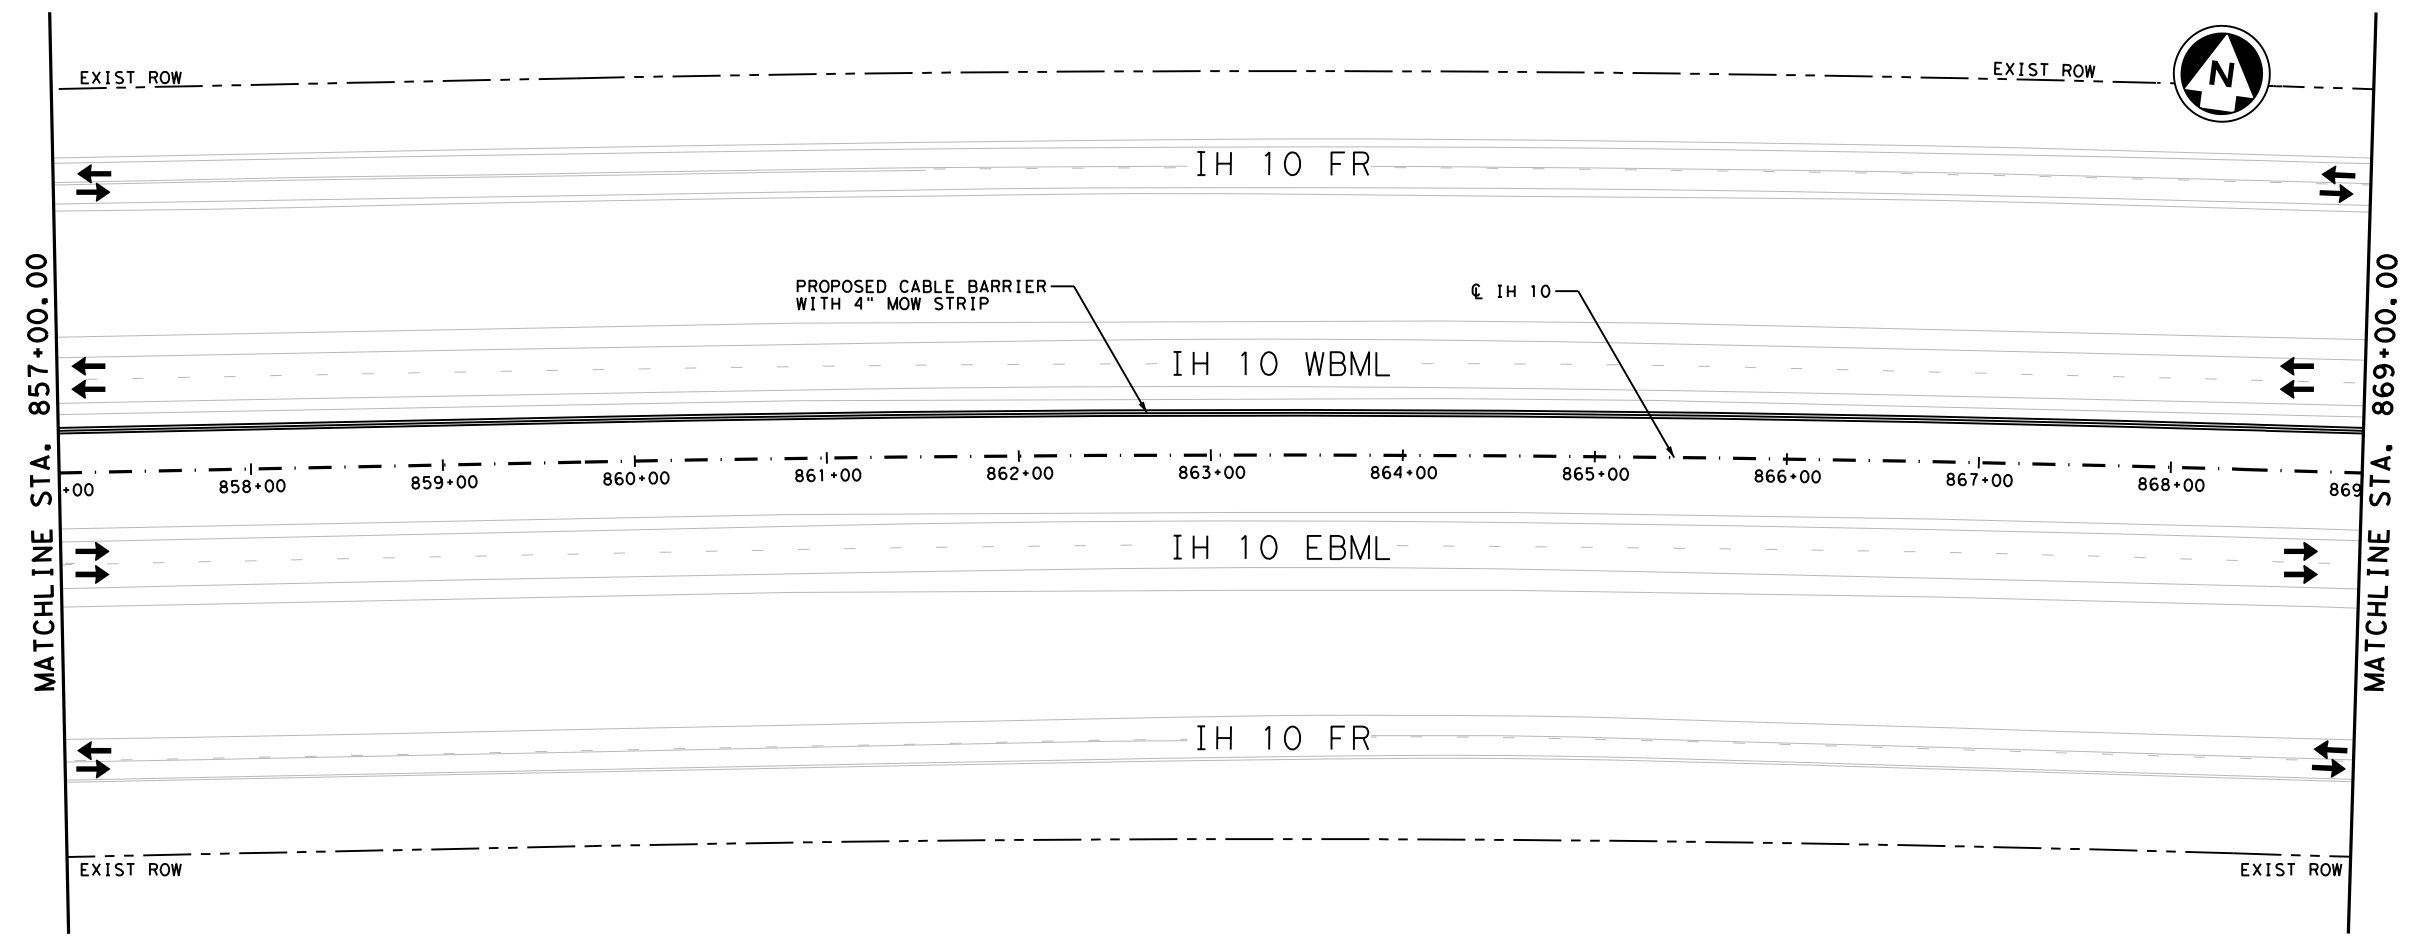 EXIST ROW
EXIST ROW
N
IH 10 FR
MATCHLINE STA. 857+00.00
MATCHLINE STA. 869+00.00
PROPOSED CABLE BARRIER
WITH 4" MOW STRIP
℄ IH 10
IH 10 WBML
+00
858+00
859+00
860+00
861+00
862+00
863+00
864+00
865+00
866+00
867+00
868+00
869
IH 10 EBML
IH 10 FR
EXIST ROW
EXIST ROW